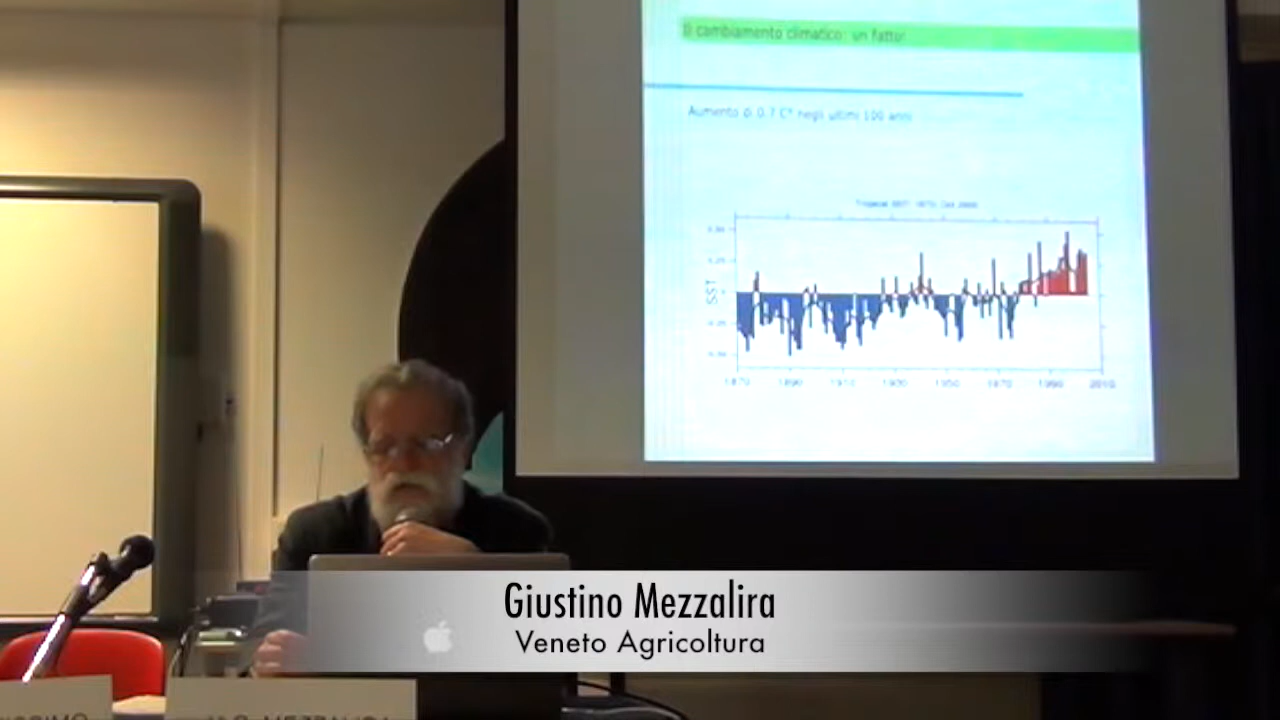 Il cambiamento climatico: un fatto!
Aumento di 0.7 C° negli ultimi 100 anni
SST
1870 1890 1910 1930 1950 1970 1990 2010
Giustino Mezzalira
Veneto Agricoltura
MEZZALIRA